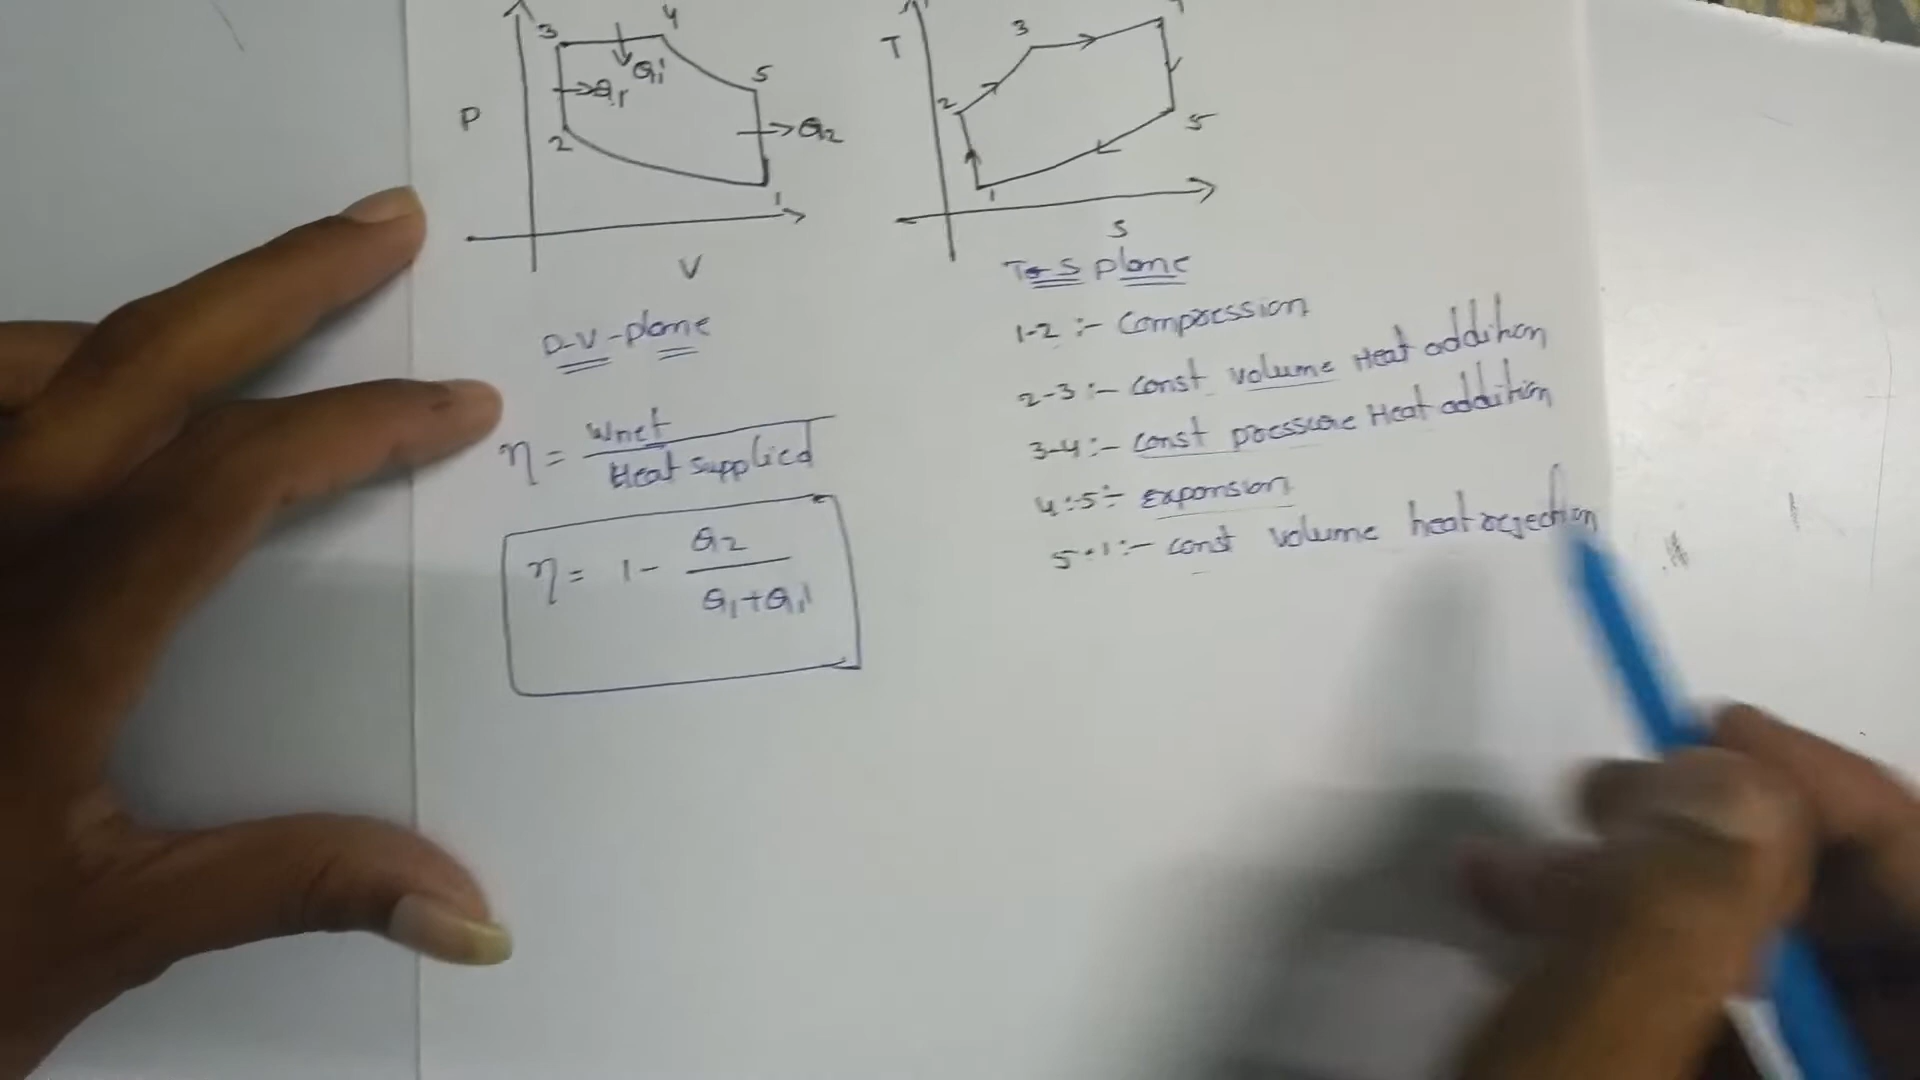 3 4
Q1'
Q1
5
P
2
Q2
1
V
P-V-plane
η = Wnet / Heat supplied
η = 1 - Q2 / Q1+Q1'
T
3
2
5
1
S
T-S plane
1-2 :- Compression
2-3 :- Const volume Heat addition
3-4 :- Const pressure Heat addition
4-5 :- Expansion
5-1 :- Const volume heat rejection